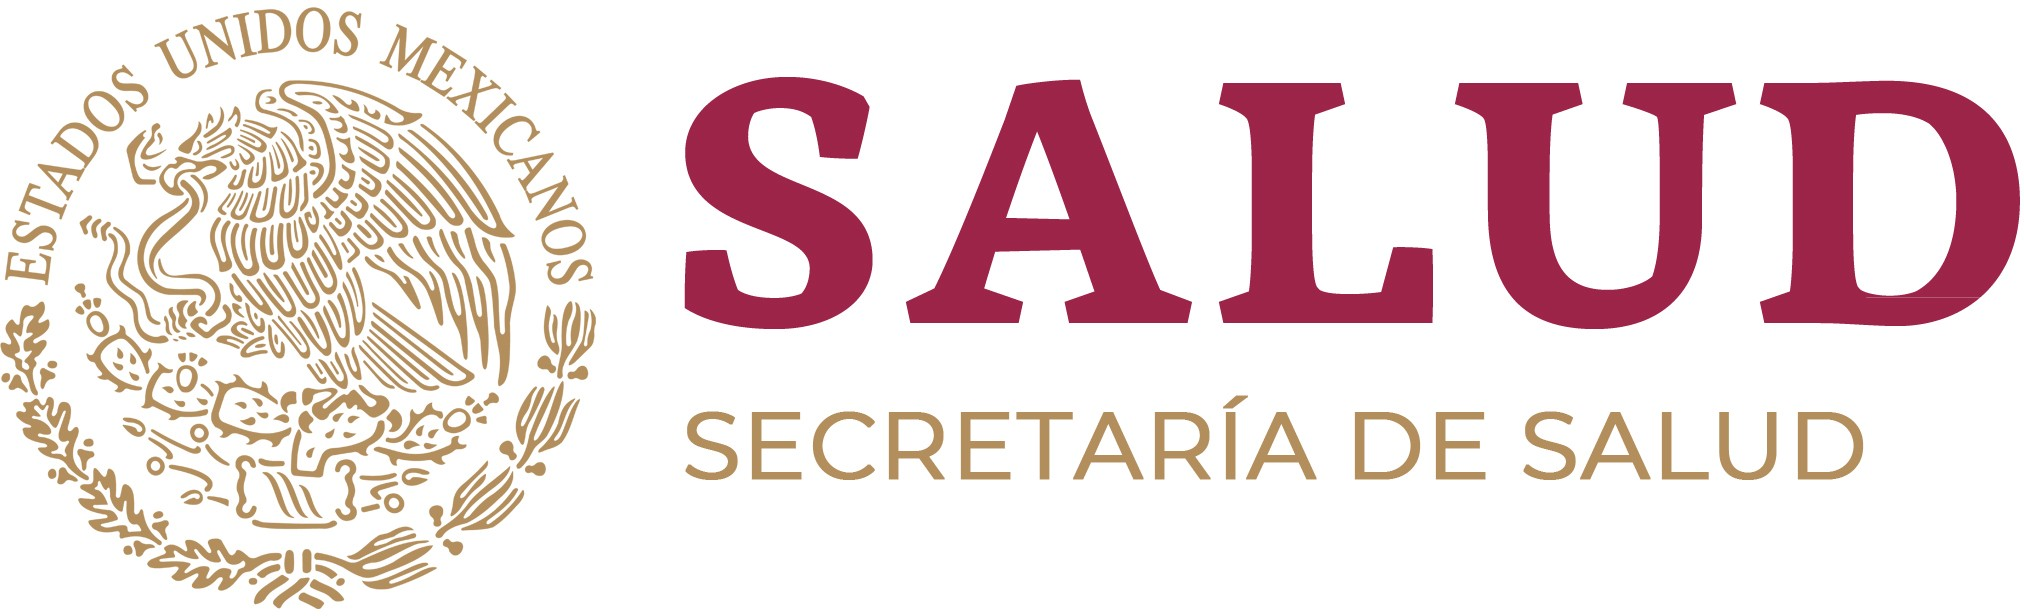 ESTADOS UNIDOS MEXICANOS
SALUD
SECRETARÍA DE SALUD